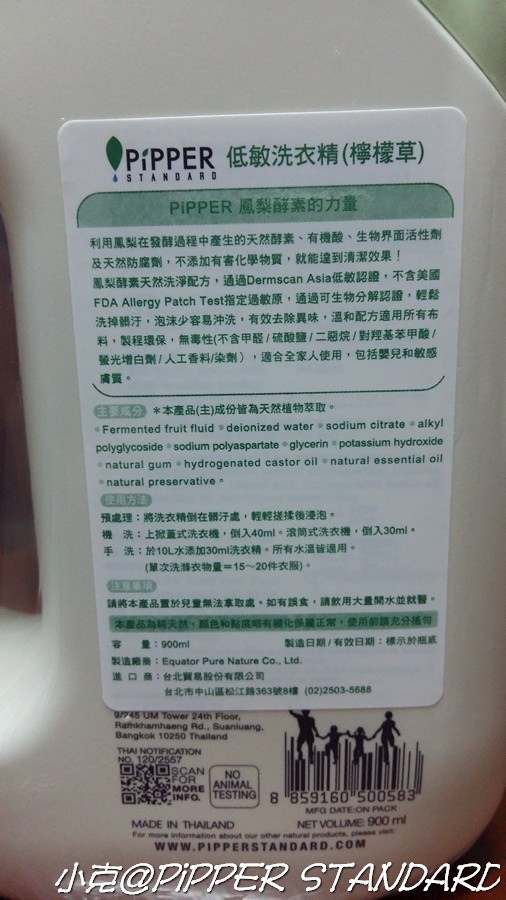 PiPPER
STANDARD
低敏洗衣精(檸檬草)
PiPPER 鳳梨酵素的力量
利用鳳梨在發酵過程中產生的天然酵素、有機酸、生物界面活性劑
及天然防腐劑，不添加有害化學物質，就能達到清潔效果！
鳳梨酵素天然洗淨配方，通過Dermscan Asia低敏認證，不含美國
FDA Allergy Patch Test指定過敏原，通過可生物分解認證，輕鬆
洗掉髒汙，泡沫少容易沖洗，有效去除異味，溫和配方適用所有布
料，製程環保，無毒性(不含甲醛/硫酸鹽/二惡烷/對羥基苯甲酸/
螢光增白劑/人工香料/染劑），適合全家人使用，包括嬰兒和敏感
膚質。
主要成分 ＊本產品(主)成份皆為天然植物萃取。
Fermented fruit fluid deionized water sodium citrate alkyl
polyglycoside sodium polyaspartate glycerin potassium hydroxide
natural gum hydrogenated castor oil natural essential oil
natural preservative。
使用方法
預處理：將洗衣精倒在髒汙處，輕輕搓揉後浸泡。
機 洗：上掀蓋式洗衣機，倒入40ml。滾筒式洗衣機，倒入30ml。
手 洗：於10L水添加30ml洗衣精。所有水溫皆適用。
(單次洗滌衣物量＝15～20件衣服)。
注意事項
請將本產品置於兒童無法拿取處。如有誤食，請飲用大量開水並就醫。
本產品為純天然，顏色和黏度略有變化係屬正常，使用前請充分搖勻
容 量：900ml 製造日期/有效日期：標示於瓶底
製造廠商：Equator Pure Nature Co., Ltd.
進 口 商：台北貿易股份有限公司
台北市中山區松江路363號8樓 (02)2503-5688
9/245 UM Tower 24th Floor,
Ramkhamhaeng Rd., Suanluang,
Bangkok 10250 Thailand
THAI NOTIFICATION
NO. 120/2557
SCAN
FOR
MORE
INFO.
NO
ANIMAL
TESTING
8 859160 500583
MFG DATE:ON PACK
MADE IN THAILAND NET VOLUME: 900 ml
For more information about our other natural products, please visit:
WWW.PIPPERSTANDARD.COM
小克@PiPPER STANDARD